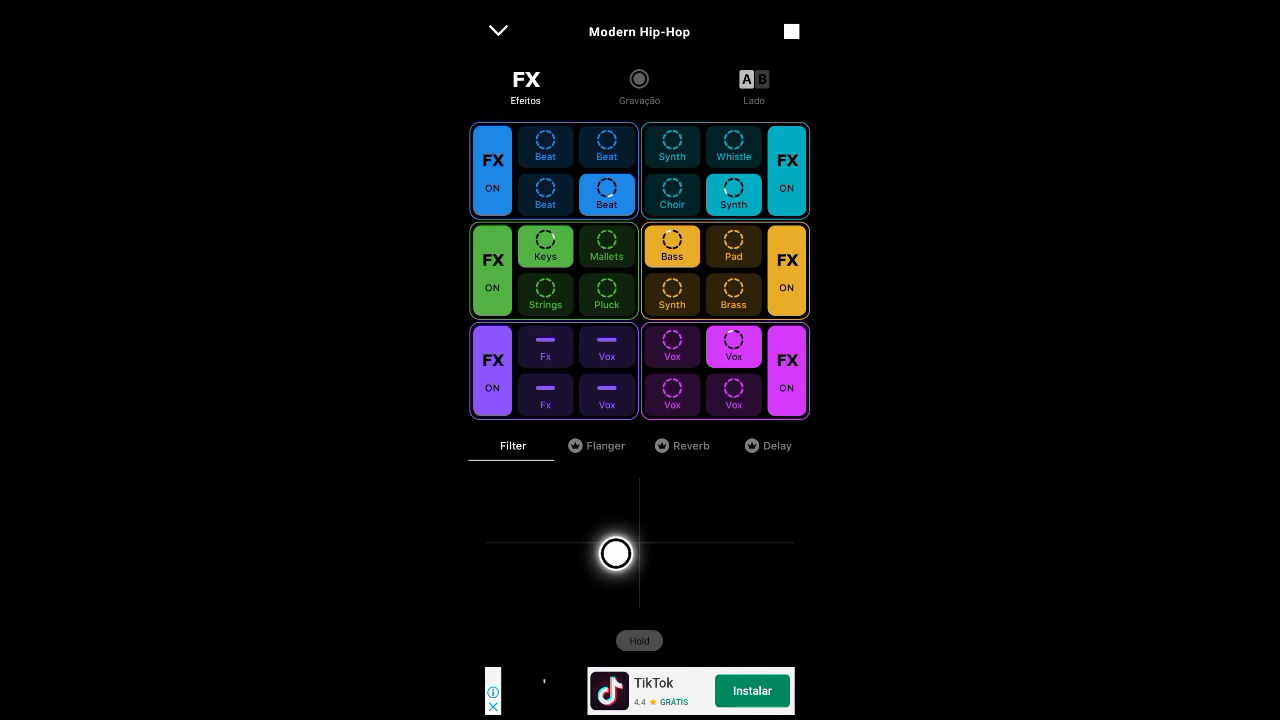 Modern Hip-Hop
FX
Efeitos
Gravação
A B
Lado
FX
ON
Beat
Beat
Beat
Beat
Synth
Whistle
Choir
Synth
FX
ON
FX
ON
Keys
Mallets
Strings
Pluck
Bass
Pad
Synth
Brass
FX
ON
FX
ON
Fx
Vox
Fx
Vox
Vox
Vox
Vox
Vox
FX
ON
Filter
Flanger
Reverb
Delay
Hold
TikTok
4.4 ★ GRÁTIS
Instalar